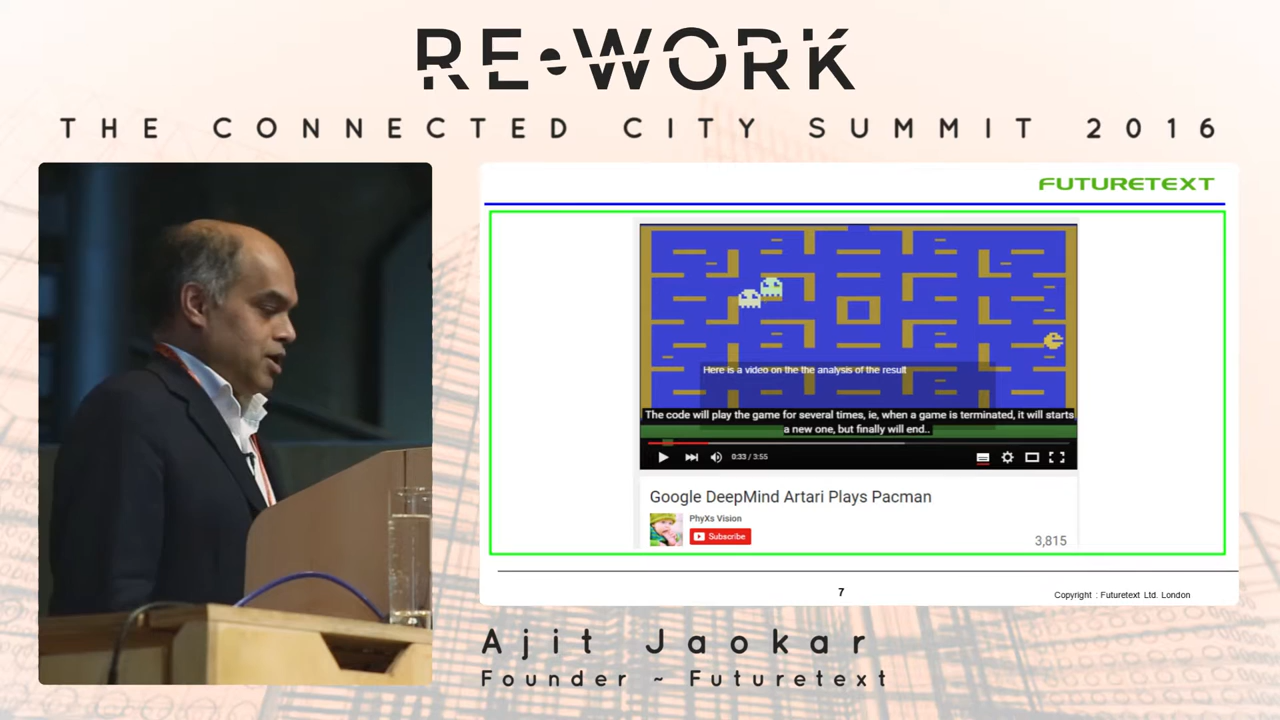 RE•WORK
THE CONNECTED CITY SUMMIT 2016
FUTURETEXT
Here is a video on the the analysis of the result
The code will play the game for several times, ie, when a game is terminated, it will starts
a new one, but finally will end..
0:33 / 3:55
Google DeepMind Artari Plays Pacman
PhyXs Vision
Subscribe
3,815
7
Copyright : Futuretext Ltd. London
Ajit Jaokar
Founder ~ Futuretext